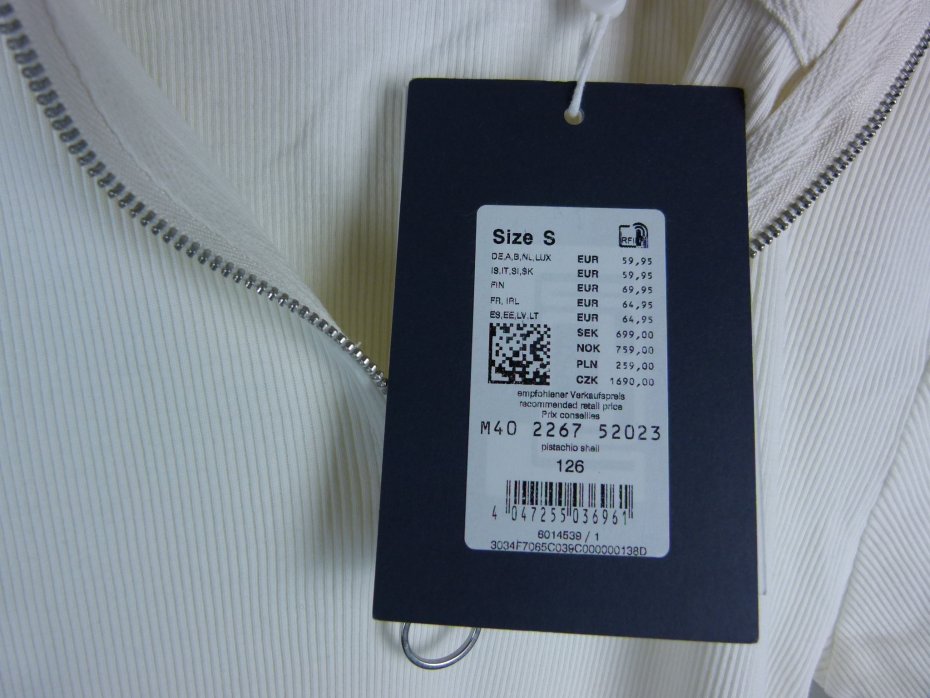 Size S
RFID
DE,A,B,NL,LUX EUR 59,95
IS,IT,SI,SK EUR 59,95
FIN EUR 69,95
FR, IRL EUR 64,95
ES,EE,LV,LT EUR 64,95
SEK 699,00
NOK 759,00
PLN 259,00
CZK 1690,00
empfohlener Verkaufspreis
recommended retail price
Prix conseilles
M40 2267 52023
pistachio shell
126
4 047255 036961
6014539 / 1
3034F7065C039C000000138D